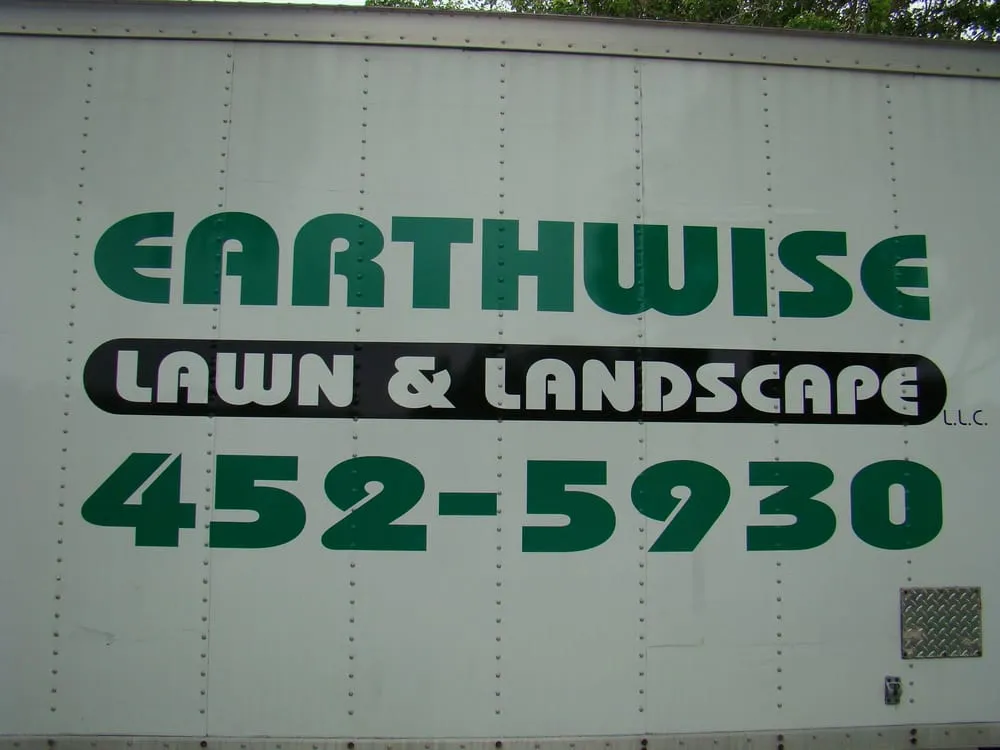 EARTHWISE
LAWN & LANDSCAPE L.L.C.
452-5930